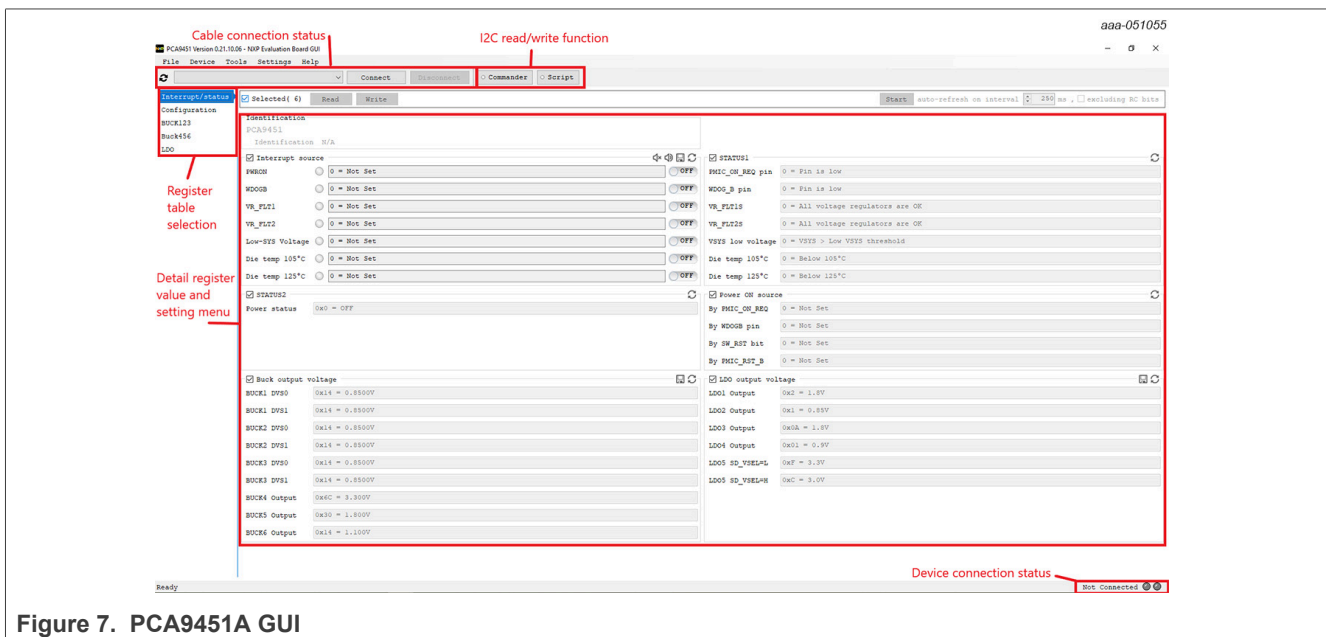 aaa-051055
Cable connection status
I2C read/write function
PCA9451 Version 0.21.10.06 - NXP Evaluation Board GUI
File Device Tools Settings Help
Connect Disconnect Commander Script
Interrupt/status
Configuration
BUCK123
Buck456
LDO
Selected( 6) Read Write Start auto-refresh on interval 250 ms , excluding RC bits
Register
table
selection
Detail register
value and
setting menu
Identification
PCA9451
Identification N/A
Interrupt source
PWRON 0 = Not Set OFF
WDOGB 0 = Not Set OFF
VR_FLT1 0 = Not Set OFF
VR_FLT2 0 = Not Set OFF
Low-SYS Voltage 0 = Not Set OFF
Die temp 105°C 0 = Not Set OFF
Die temp 125°C 0 = Not Set OFF
STATUS1
PMIC_ON_REQ pin 0 = Pin is low
WDOG_B pin 0 = Pin is low
VR_FLT1S 0 = All voltage regulators are OK
VR_FLT2S 0 = All voltage regulators are OK
VSYS low voltage 0 = VSYS > Low VSYS threshold
Die temp 105°C 0 = Below 105°C
Die temp 125°C 0 = Below 125°C
STATUS2
Power status 0x0 = OFF
Power ON source
By PMIC_ON_REQ 0 = Not Set
By WDOGB pin 0 = Not Set
By SW_RST bit 0 = Not Set
By PMIC_RST_B 0 = Not Set
Buck output voltage
BUCK1 DVS0 0x14 = 0.8500V
BUCK1 DVS1 0x14 = 0.8500V
BUCK2 DVS0 0x14 = 0.8500V
BUCK2 DVS1 0x14 = 0.8500V
BUCK3 DVS0 0x14 = 0.8500V
BUCK3 DVS1 0x14 = 0.8500V
BUCK4 Output 0x6C = 3.300V
BUCK5 Output 0x30 = 1.800V
BUCK6 Output 0x14 = 1.100V
LDO output voltage
LDO1 Output 0x2 = 1.8V
LDO2 Output 0x1 = 0.85V
LDO3 Output 0x0A = 1.8V
LDO4 Output 0x01 = 0.9V
LDO5 SD_VSEL=L 0xF = 3.3V
LDO5 SD_VSEL=H 0xC = 3.0V
Device connection status
Ready Not Connected
Figure 7. PCA9451A GUI